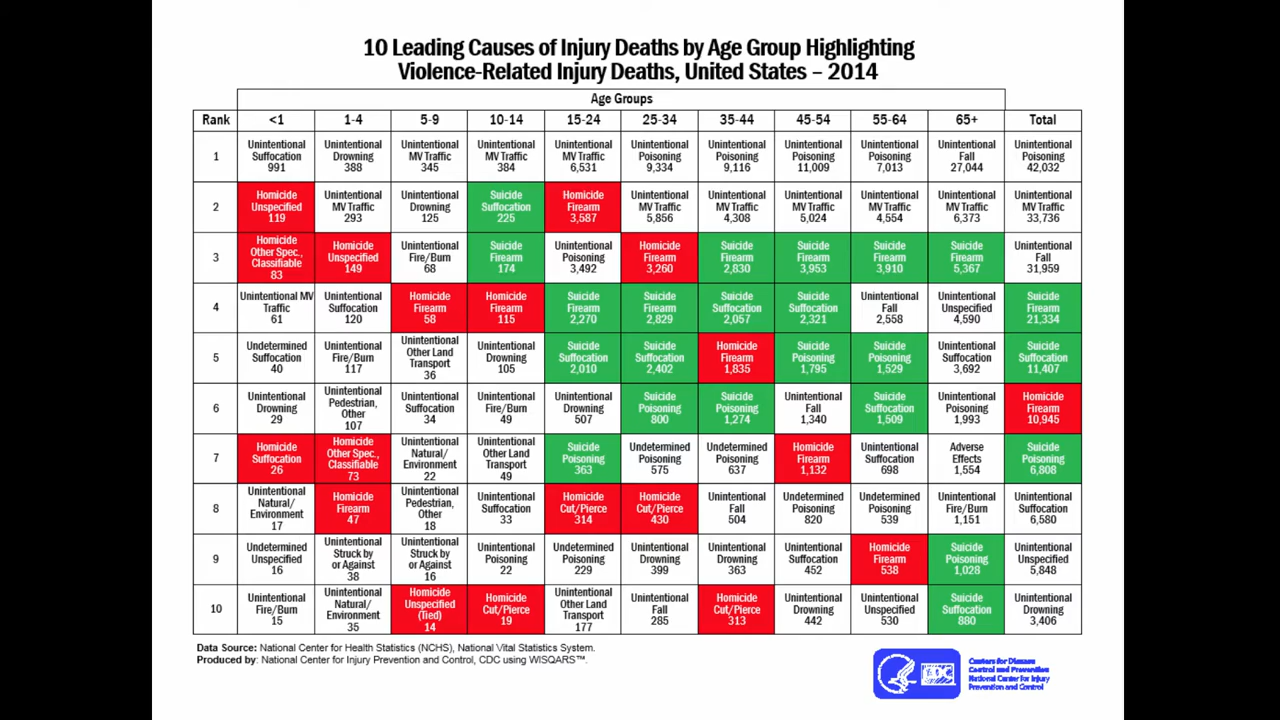 10 Leading Causes of Injury Deaths by Age Group Highlighting
Violence-Related Injury Deaths, United States – 2014
Age Groups
Rank <1 1-4 5-9 10-14 15-24 25-34 35-44 45-54 55-64 65+ Total
1
Unintentional
Suffocation
991
Unintentional
Drowning
388
Unintentional
MV Traffic
345
Unintentional
MV Traffic
384
Unintentional
MV Traffic
6,531
Unintentional
Poisoning
9,334
Unintentional
Poisoning
9,116
Unintentional
Poisoning
11,009
Unintentional
Poisoning
7,013
Unintentional
Fall
27,044
Unintentional
Poisoning
42,032
2
Homicide
Unspecified
119
Unintentional
MV Traffic
293
Unintentional
Drowning
125
Suicide
Suffocation
225
Homicide
Firearm
3,587
Unintentional
MV Traffic
5,856
Unintentional
MV Traffic
4,308
Unintentional
MV Traffic
5,024
Unintentional
MV Traffic
4,554
Unintentional
MV Traffic
6,373
Unintentional
MV Traffic
33,736
3
Homicide
Other Spec.,
Classifiable
83
Homicide
Unspecified
149
Unintentional
Fire/Burn
68
Suicide
Firearm
174
Unintentional
Poisoning
3,492
Homicide
Firearm
3,260
Suicide
Firearm
2,830
Suicide
Firearm
3,953
Suicide
Firearm
3,910
Suicide
Firearm
5,367
Unintentional
Fall
31,959
4
Unintentional MV
Traffic
61
Unintentional
Suffocation
120
Homicide
Firearm
58
Homicide
Firearm
115
Suicide
Firearm
2,270
Suicide
Firearm
2,829
Suicide
Suffocation
2,057
Suicide
Suffocation
2,321
Unintentional
Fall
2,558
Unintentional
Unspecified
4,590
Suicide
Firearm
21,334
5
Undetermined
Suffocation
40
Unintentional
Fire/Burn
117
Unintentional
Other Land
Transport
36
Unintentional
Drowning
105
Suicide
Suffocation
2,010
Suicide
Suffocation
2,402
Homicide
Firearm
1,835
Suicide
Poisoning
1,795
Suicide
Poisoning
1,529
Unintentional
Suffocation
3,692
Suicide
Suffocation
11,407
6
Unintentional
Drowning
29
Unintentional
Pedestrian,
Other
107
Unintentional
Suffocation
34
Unintentional
Fire/Burn
49
Unintentional
Drowning
507
Suicide
Poisoning
800
Suicide
Poisoning
1,274
Unintentional
Fall
1,340
Suicide
Suffocation
1,509
Unintentional
Poisoning
1,993
Homicide
Firearm
10,945
7
Homicide
Suffocation
26
Homicide
Other Spec.,
Classifiable
73
Unintentional
Natural/
Environment
22
Unintentional
Other Land
Transport
49
Suicide
Poisoning
363
Undetermined
Poisoning
575
Undetermined
Poisoning
637
Homicide
Firearm
1,132
Unintentional
Suffocation
698
Adverse
Effects
1,554
Suicide
Poisoning
6,808
8
Unintentional
Natural/
Environment
17
Homicide
Firearm
47
Unintentional
Pedestrian,
Other
18
Unintentional
Suffocation
33
Homicide
Cut/Pierce
314
Homicide
Cut/Pierce
430
Unintentional
Fall
504
Undetermined
Poisoning
820
Undetermined
Poisoning
539
Unintentional
Fire/Burn
1,151
Unintentional
Suffocation
6,580
9
Undetermined
Unspecified
16
Unintentional
Struck by
or Against
38
Unintentional
Struck by
or Against
16
Unintentional
Poisoning
22
Undetermined
Poisoning
229
Unintentional
Drowning
399
Unintentional
Drowning
363
Unintentional
Suffocation
452
Homicide
Firearm
538
Suicide
Poisoning
1,028
Unintentional
Unspecified
5,848
10
Unintentional
Fire/Burn
15
Unintentional
Natural/
Environment
35
Homicide
Unspecified
(Tied)
14
Homicide
Cut/Pierce
19
Unintentional
Other Land
Transport
177
Unintentional
Fall
285
Homicide
Cut/Pierce
313
Unintentional
Drowning
442
Unintentional
Unspecified
530
Suicide
Suffocation
880
Unintentional
Drowning
3,406
Data Source: National Center for Health Statistics (NCHS), National Vital Statistics System.
Produced by: National Center for Injury Prevention and Control, CDC using WISQARS™.
CDC
Centers for Disease
Control and Prevention
National Center for Injury
Prevention and Control